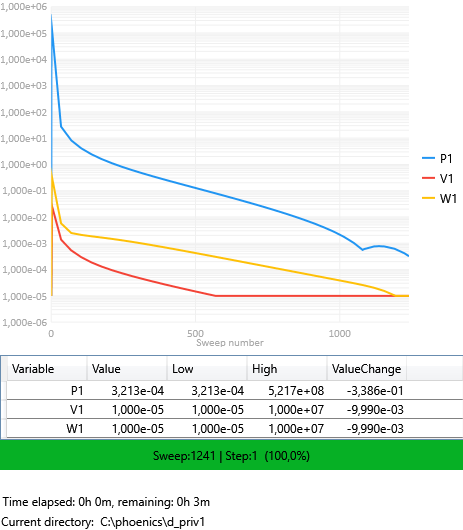 1,000e+06
1,000e+05
1,000e+04
1,000e+03
1,000e+02
1,000e+01
1,000e+00
1,000e-01
1,000e-02
1,000e-03
1,000e-04
1,000e-05
1,000e-06
0
500
1000
Sweep number
P1
V1
W1
Variable Value Low High ValueChange
P1 3,213e-04 3,213e-04 5,217e+08 -3,386e-01
V1 1,000e-05 1,000e-05 1,000e+07 -9,990e-03
W1 1,000e-05 1,000e-05 1,000e+07 -9,990e-03
Sweep:1241 | Step:1 (100,0%)
Time elapsed: 0h 0m, remaining: 0h 3m
Current directory: C:\phoenics\d_priv1